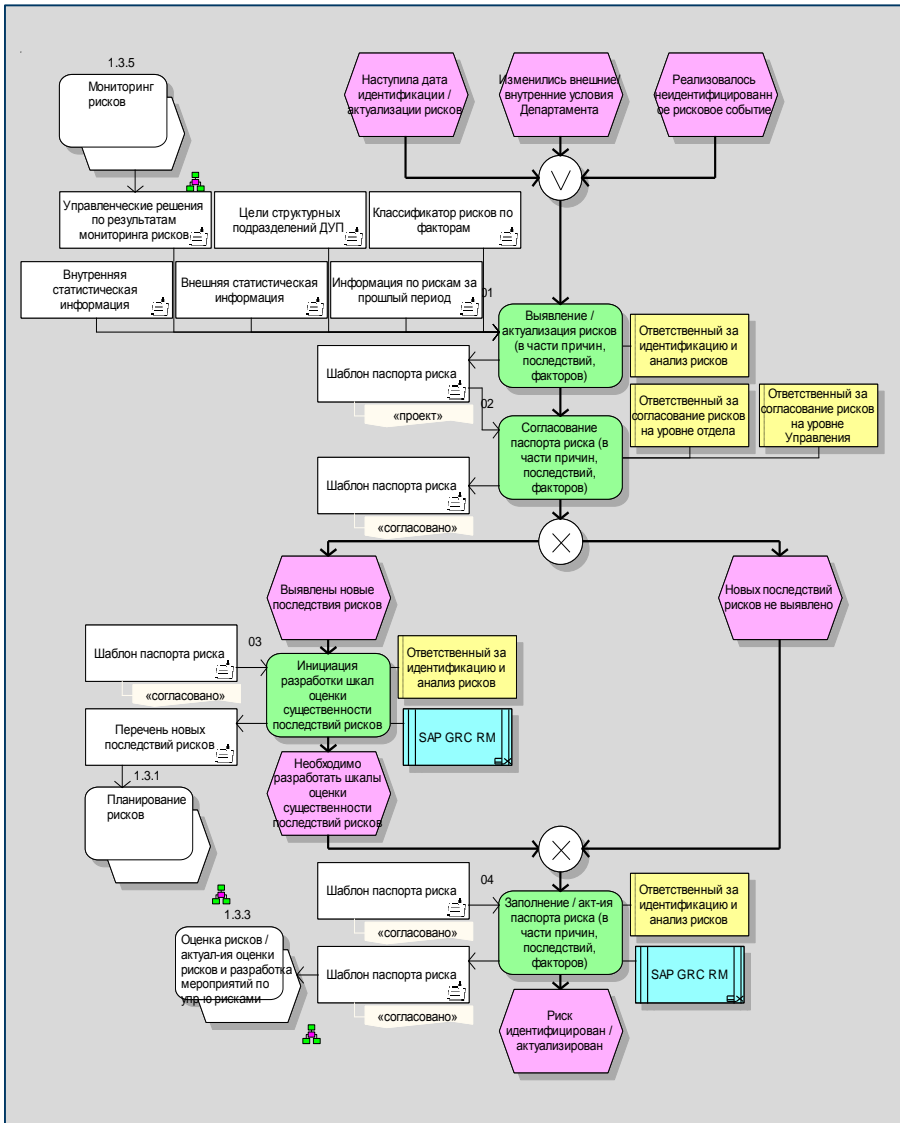 1.3.5
Мониторинг
рисков
Наступила дата
идентификации /
актуализации рисков
Изменились внешние/
внутренние условия
Департамента
Реализовалось
неидентифицированн
ое рисковое событие
Управленческие решения
по результатам
мониторинга рисков
Цели структурных
подразделений ДУП
Классификатор рисков по
факторам
Внутренняя
статистическая
информация
Внешняя статистическая
информация
Информация по рискам за
прошлый период
01
Выявление /
актуализация рисков
(в части причин,
последствий,
факторов)
Ответственный за
идентификацию и
анализ рисков
Шаблон паспорта риска
«проект»
02
Согласование
паспорта риска (в
части причин,
последствий,
факторов)
Ответственный за
согласование рисков
на уровне отдела
Ответственный за
согласование рисков
на уровне
Управления
Шаблон паспорта риска
«согласовано»
Выявлены новые
последствия рисков
Новых последствий
рисков не выявлено
03
Шаблон паспорта риска
«согласовано»
Инициация
разработки шкал
оценки
существенности
последствий рисков
Ответственный за
идентификацию и
анализ рисков
SAP GRC RM
Перечень новых
последствий рисков
1.3.1
Планирование
рисков
Необходимо
разработать шкалы
оценки
существенности
последствий рисков
04
Шаблон паспорта риска
«согласовано»
Заполнение / акт-ия
паспорта риска (в
части причин,
последствий,
факторов)
Ответственный за
идентификацию и
анализ рисков
SAP GRC RM
1.3.3
Оценка рисков /
актуал-ия оценки
рисков и разработка
мероприятий по
упр-ю рисками
Шаблон паспорта риска
«согласовано»
Риск
идентифицирован /
актуализирован